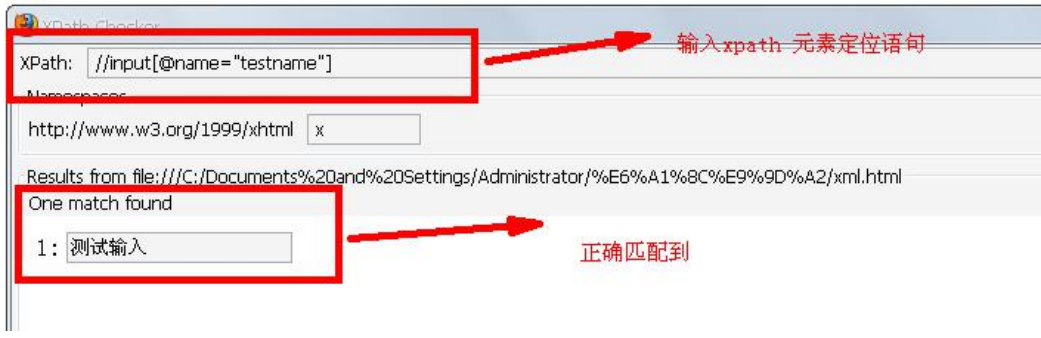 XPath Checker
输入xpath 元素定位语句
XPath: //input[@name="testname"]
Namespaces
http://www.w3.org/1999/xhtml x
Results from file:///C:/Documents%20and%20Settings/Administrator/%E6%A1%8C%E9%9D%A2/xml.html
One match found
1: 测试输入
正确匹配到